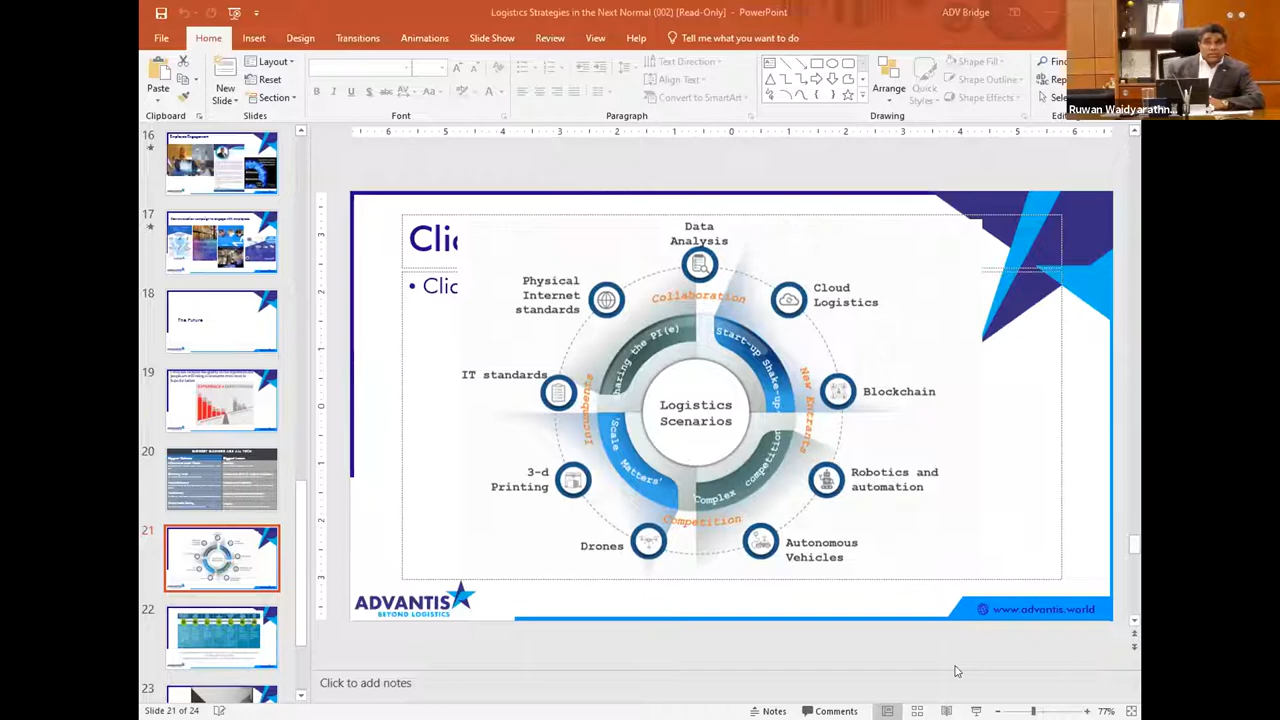 Logistics Strategies in the Next Normal (002) [Read-Only] - PowerPoint
ADV Bridge
File Home Insert Design Transitions Animations Slide Show Review View Help Tell me what you want to do
Paste
New
Slide
Layout
Reset
Section
Text Direction
Align Text
Convert to SmartArt
Arrange
Quick
Styles
Shape Fill
Shape Outline
Shape Effects
Clipboard
Slides
Font
Paragraph
Drawing
Ruwan Waidyarathn...
16
17
18
The Future
19
20
21
22
23
Clic
• Clic
Data
Analysis
Physical
Internet
standards
Cloud
Logistics
Collaboration
haring the PI(e)
Start-up Shake-up
IT standards
Blockchain
Incumbents
New Entrants
Logistics
Scenarios
'Scale Matters'
Complex competition
3-d
Printing
Robotics and
automation
Competition
Drones
Autonomous
Vehicles
ADVANTIS
BEYOND LOGISTICS
www.advantis.world
Click to add notes
Slide 21 of 24
Notes
Comments
77%